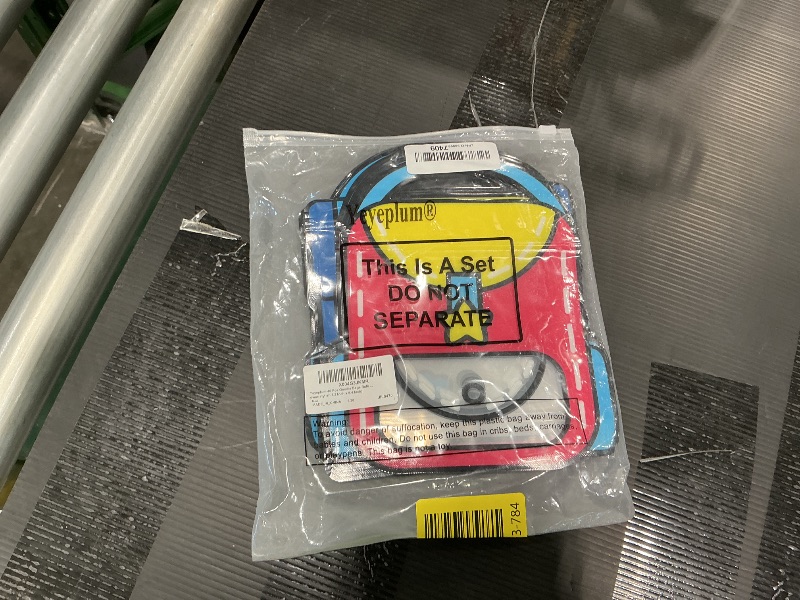 Yeyeplum®
This Is A Set
DO NOT
SEPARATE
Warning:
To avoid danger of suffocation, keep this plastic bag away from
babies and children. Do not use this bag in cribs, beds, carriages
or playpens. This bag is not a toy.
3-784